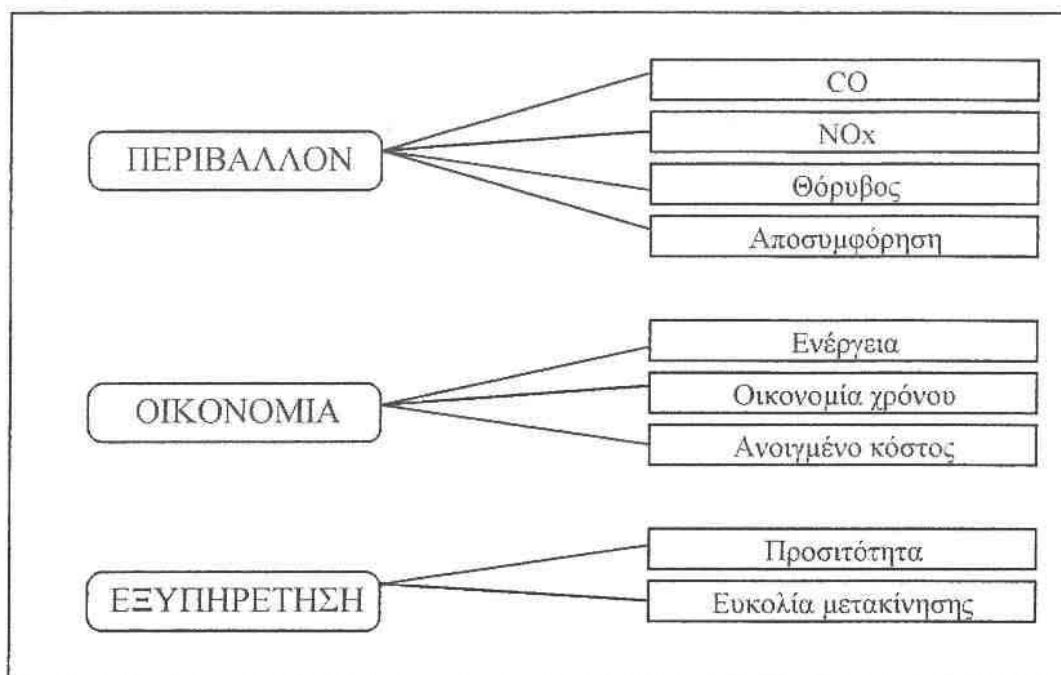 ΠΕΡΙΒΑΛΛΟΝ
CO
NOx
Θόρυβος
Αποσυμφόρηση
ΟΙΚΟΝΟΜΙΑ
Ενέργεια
Οικονομία χρόνου
Ανοιγμένο κόστος
ΕΞΥΠΗΡΕΤΗΣΗ
Προσιτότητα
Ευκολία μετακίνησης